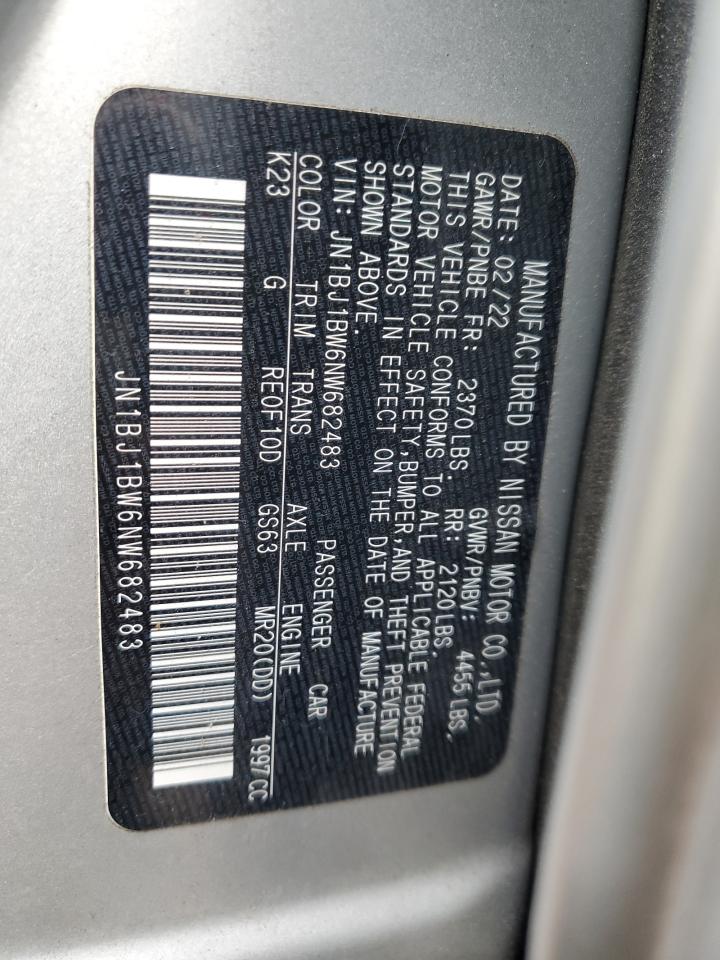 MANUFACTURED BY NISSAN MOTOR CO.,LTD.
DATE: 02/22 GVWR/PNBV: 4455 LBS,
GAWR/PNBE FR: 2370 LBS. RR: 2120 LBS.
THIS VEHICLE CONFORMS TO ALL APPLICABLE FEDERAL
MOTOR VEHICLE SAFETY,BUMPER,AND THEFT PREVENTION
STANDARDS IN EFFECT ON THE DATE OF MANUFACTURE
SHOWN ABOVE.
VIN: JN1BJ1BW6NW682483 PASSENGER CAR
COLOR TRIM TRANS AXLE ENGINE
K23 G REOF10D GS63 MR20(DD) 1997CC
JN1BJ1BW6NW682483